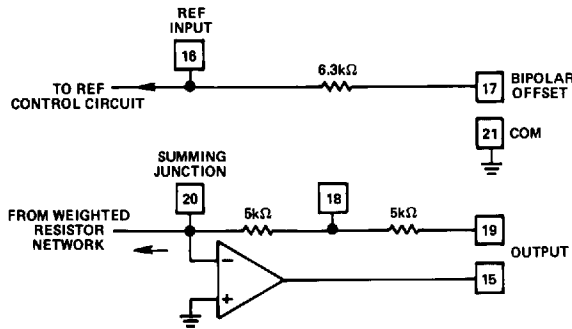 REF
INPUT
16
6.3kΩ
TO REF
CONTROL CIRCUIT
17
BIPOLAR
OFFSET
21
COM
SUMMING
JUNCTION
20
18
5kΩ
5kΩ
FROM WEIGHTED
RESISTOR
NETWORK
19
OUTPUT
−
+
15